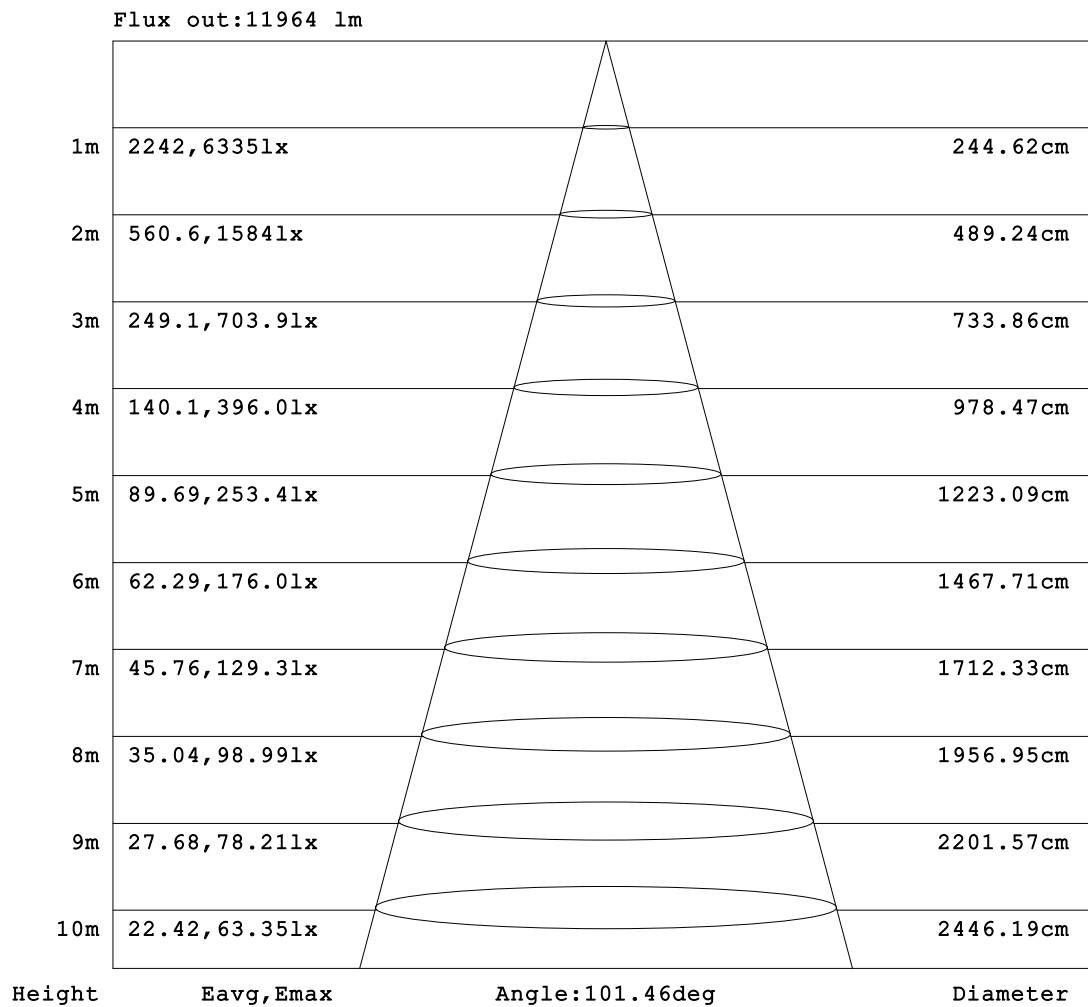 Flux out:11964 lm
1m 2242,6335lx 244.62cm
2m 560.6,1584lx 489.24cm
3m 249.1,703.9lx 733.86cm
4m 140.1,396.0lx 978.47cm
5m 89.69,253.4lx 1223.09cm
6m 62.29,176.0lx 1467.71cm
7m 45.76,129.3lx 1712.33cm
8m 35.04,98.99lx 1956.95cm
9m 27.68,78.21lx 2201.57cm
10m 22.42,63.35lx 2446.19cm
Height Eavg,Emax Angle:101.46deg Diameter